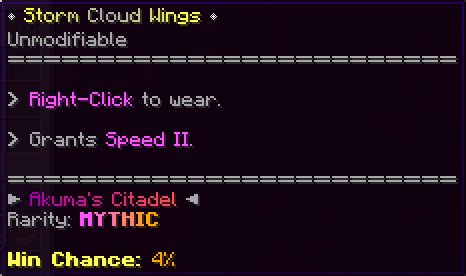 ◆ Storm Cloud Wings ◆
Unmodifiable
==================================
> Right-Click to wear.
> Grants Speed II.
==================================
► Akuma's Citadel ◄
Rarity: MYTHIC
Win Chance: 4%